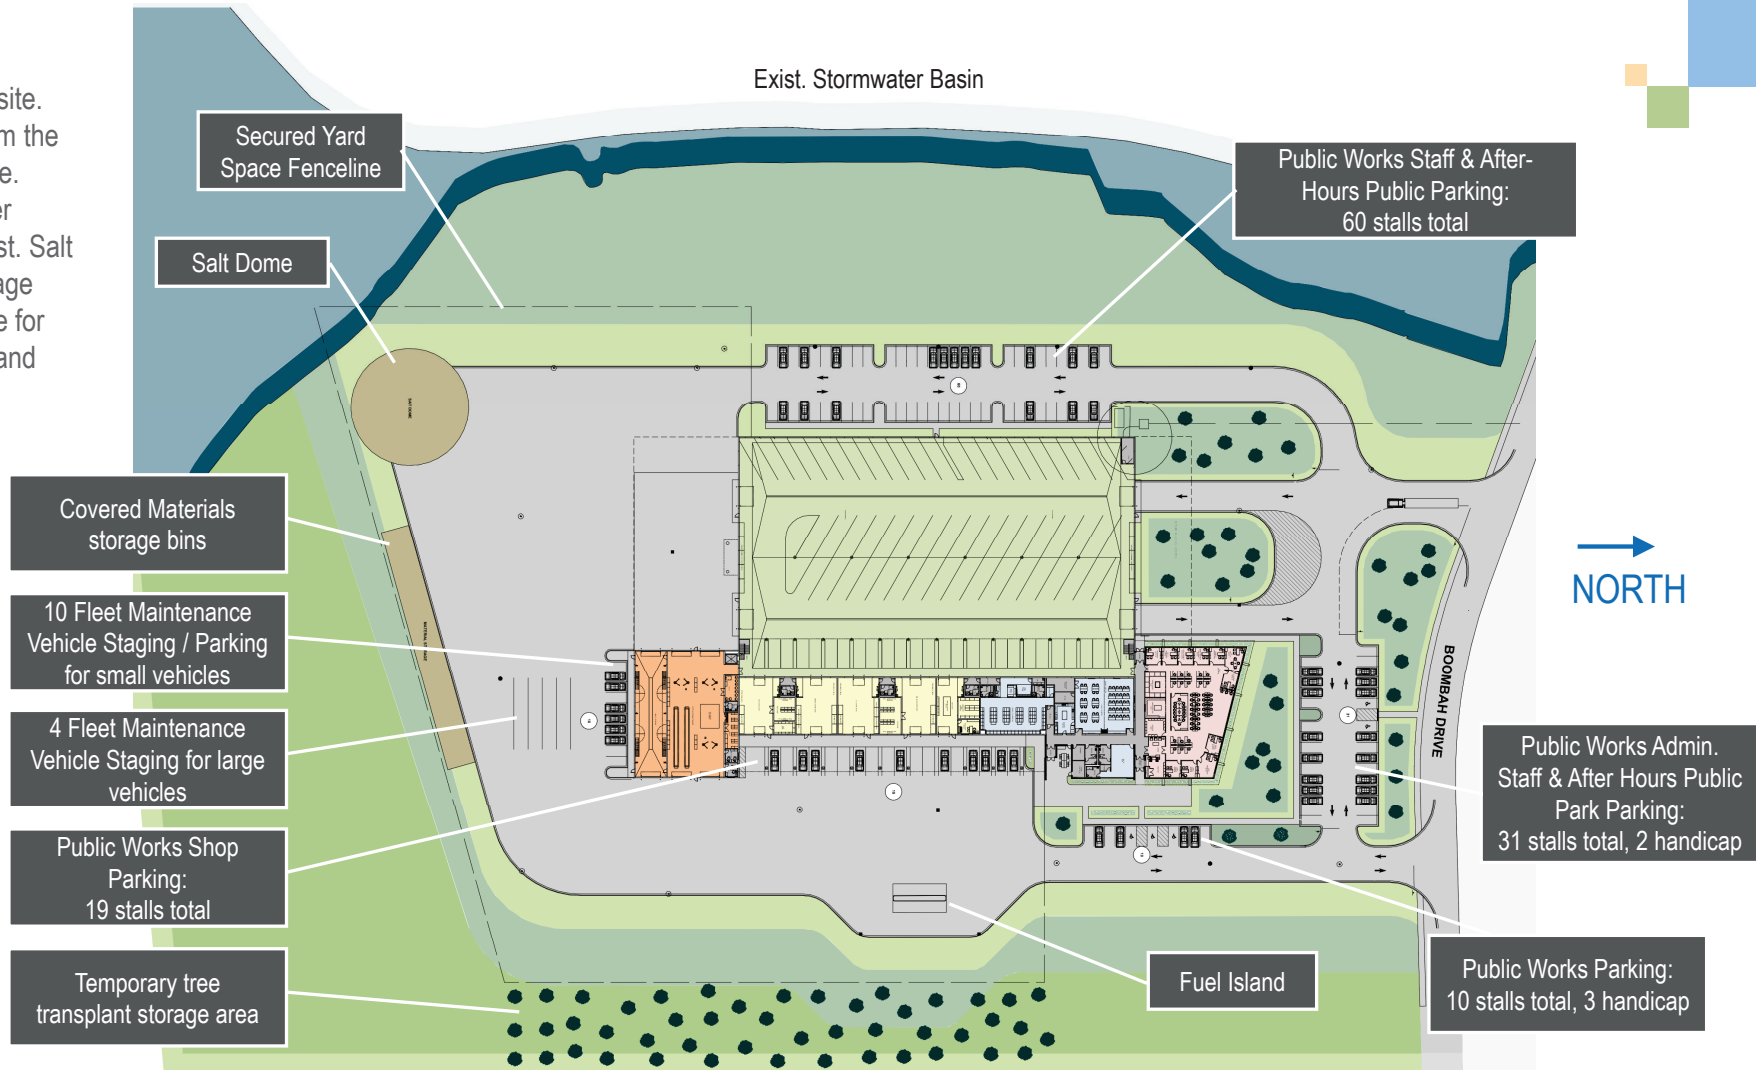 site.
m the
e.
er
st. Salt
age
e for
and
Exist. Stormwater Basin
Secured Yard
Space Fenceline
Public Works Staff & After-
Hours Public Parking:
60 stalls total
Salt Dome
SALT DOME
Covered Materials
storage bins
MATERIAL STORAGE
10 Fleet Maintenance
Vehicle Staging / Parking
for small vehicles
4 Fleet Maintenance
Vehicle Staging for large
vehicles
Public Works Shop
Parking:
19 stalls total
Temporary tree
transplant storage area
Fuel Island
NORTH
BOOMBAH DRIVE
Public Works Admin.
Staff & After Hours Public
Park Parking:
31 stalls total, 2 handicap
Public Works Parking:
10 stalls total, 3 handicap